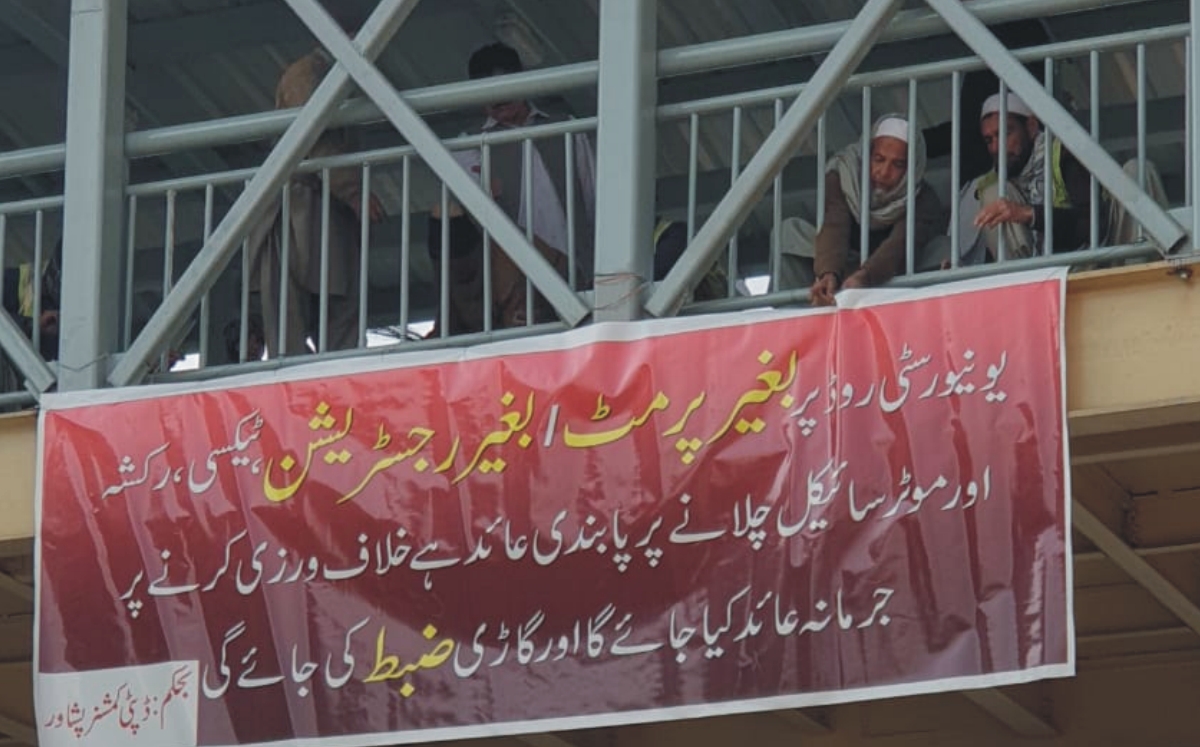 یونیورسٹی روڈ پر بغیر پرمٹ / بغیر رجسٹریشن ٹیکسی، رکشہ
اور موٹر سائیکل چلانے پر پابندی عائد ہے خلاف ورزی کرنے پر
جرمانہ عائد کیا جائے گا اور گاڑی ضبط کی جائے گی
بحکم: ڈپٹی کمشنر پشاور